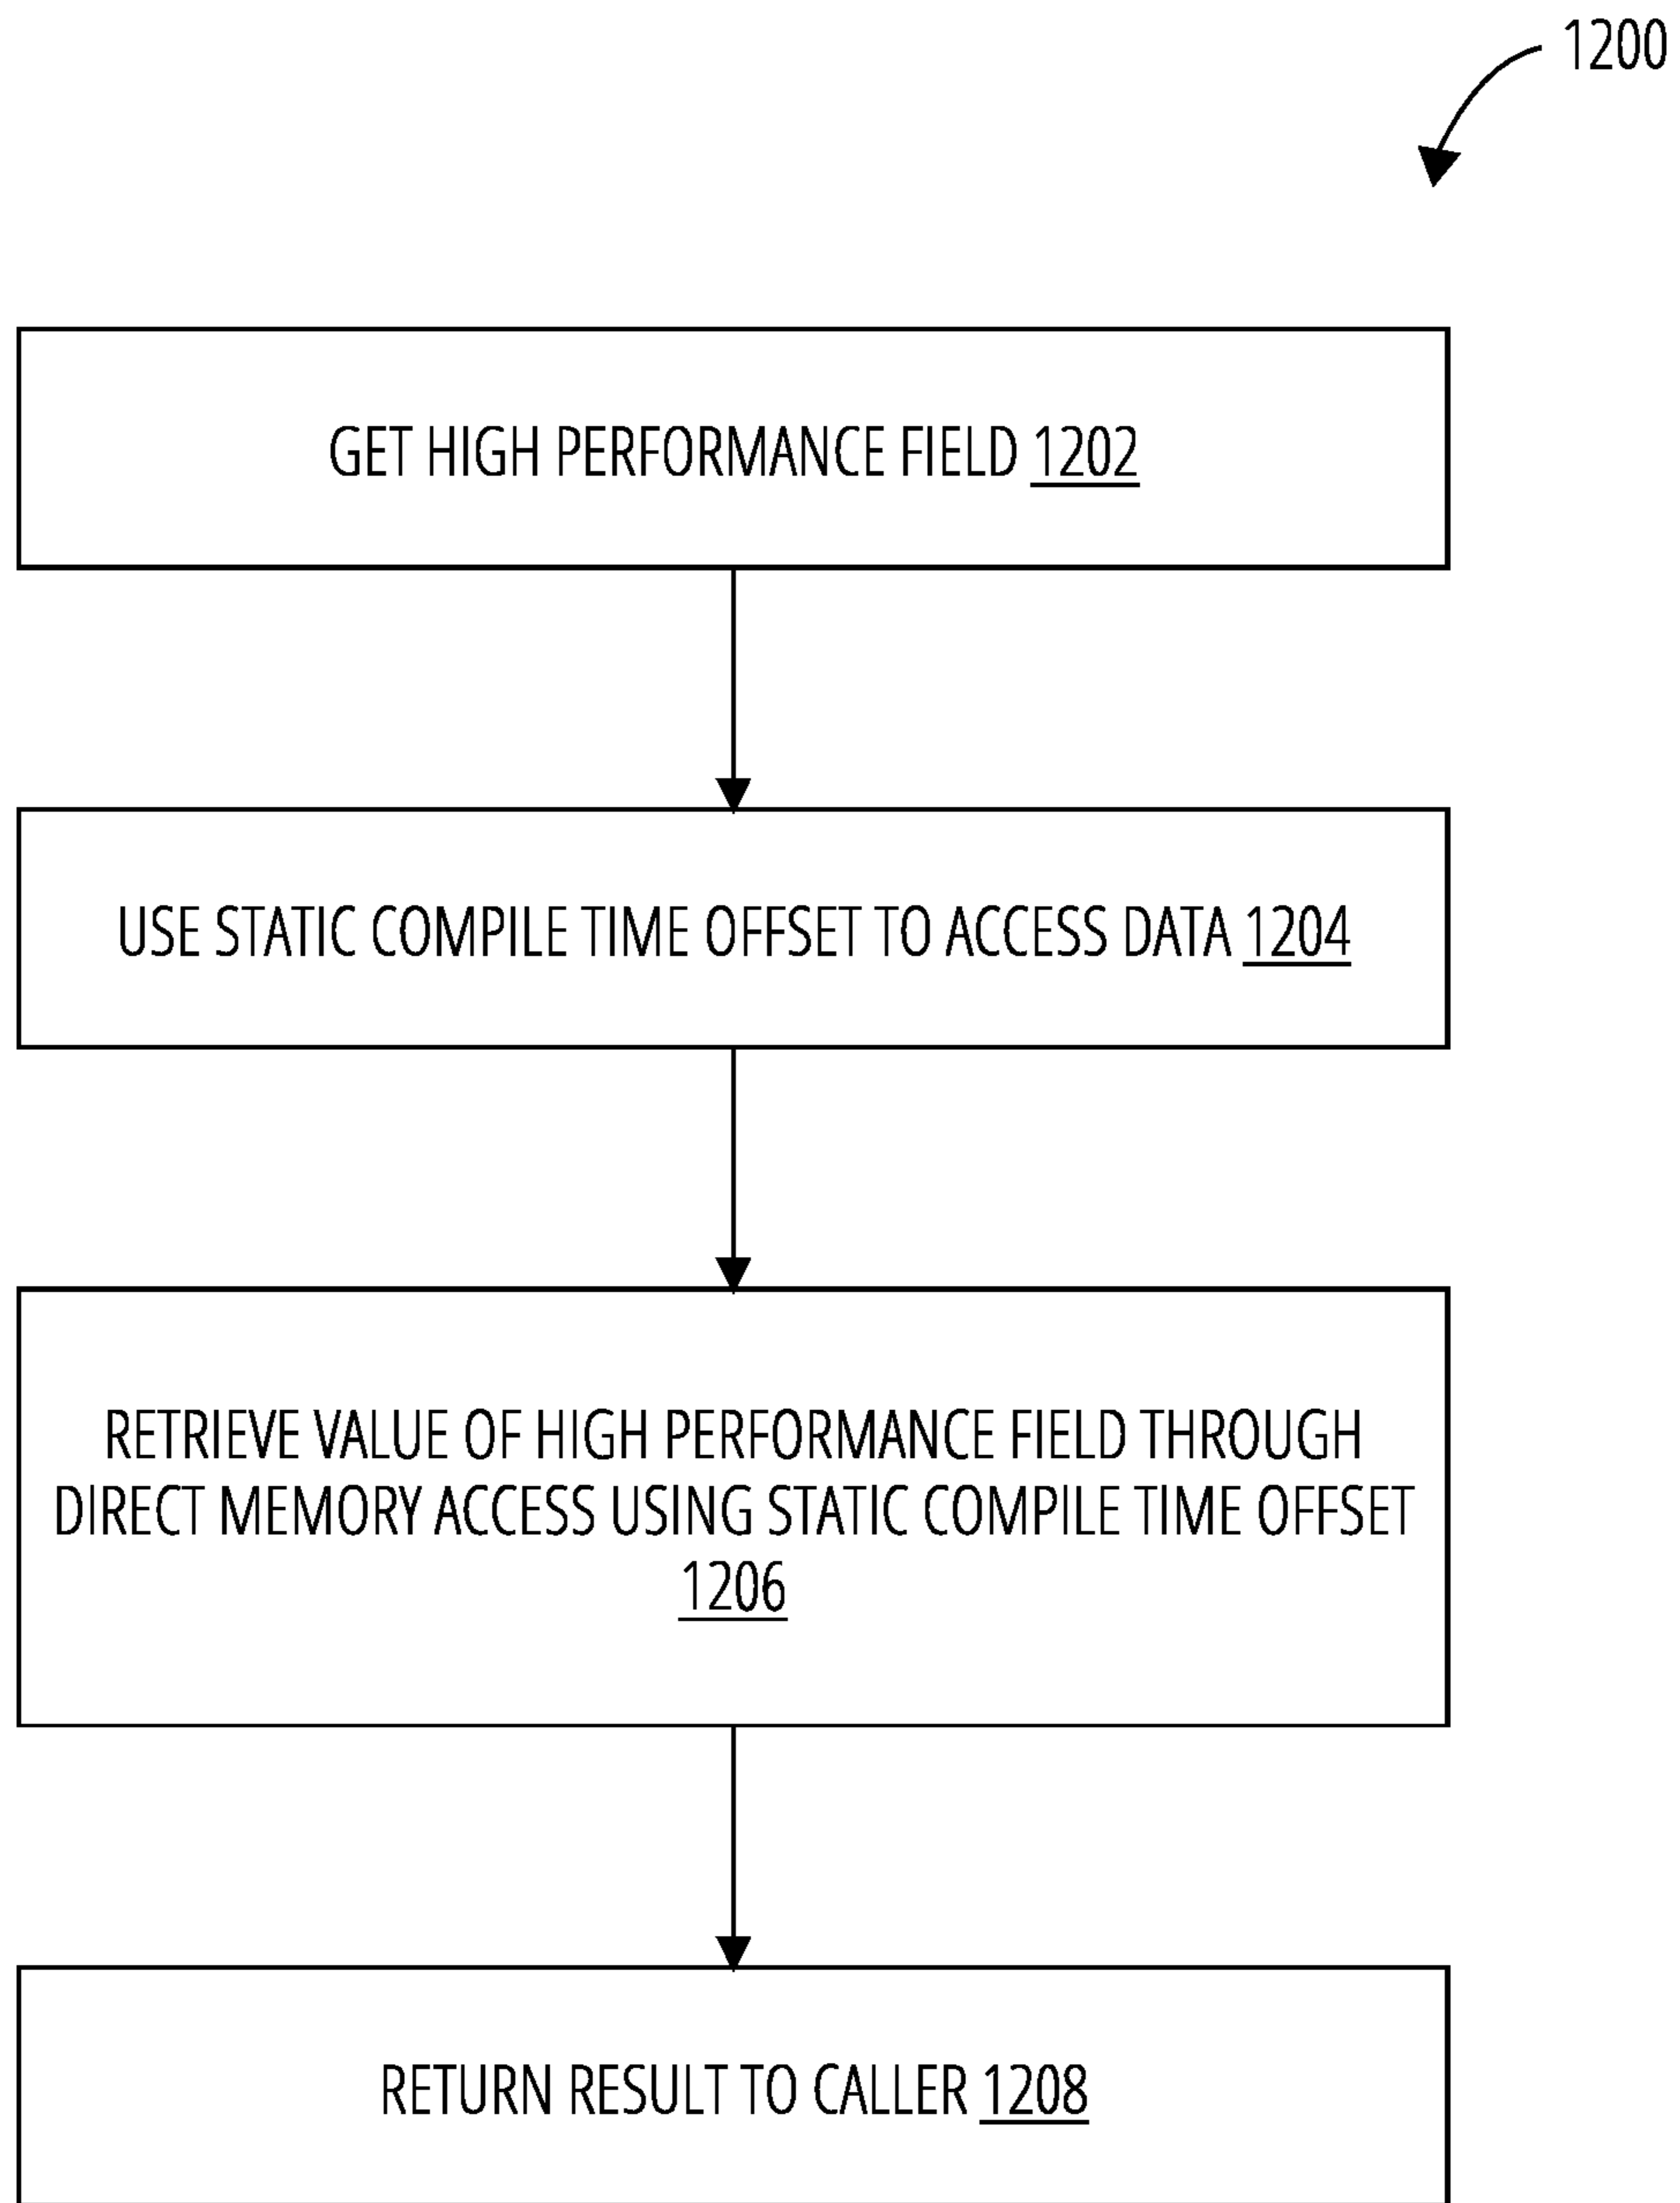 1200
GET HIGH PERFORMANCE FIELD 1202
USE STATIC COMPILE TIME OFFSET TO ACCESS DATA 1204
RETRIEVE VALUE OF HIGH PERFORMANCE FIELD THROUGH
DIRECT MEMORY ACCESS USING STATIC COMPILE TIME OFFSET
1206
RETURN RESULT TO CALLER 1208